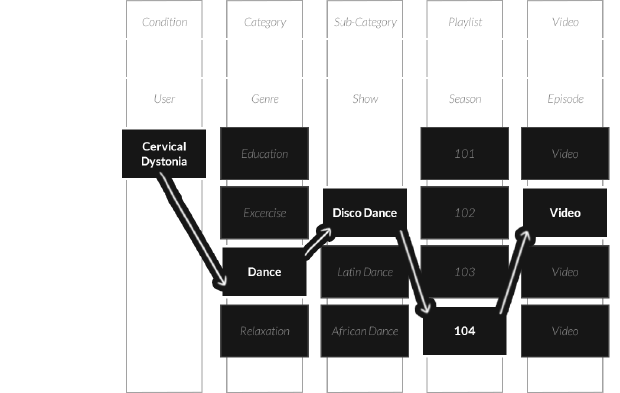 Condition Category Sub-Category Playlist Video
User Genre Show Season Episode
Cervical
Dystonia
Education 101 Video
Excercise Disco Dance 102 Video
Dance Latin Dance 103 Video
Relaxation African Dance 104 Video